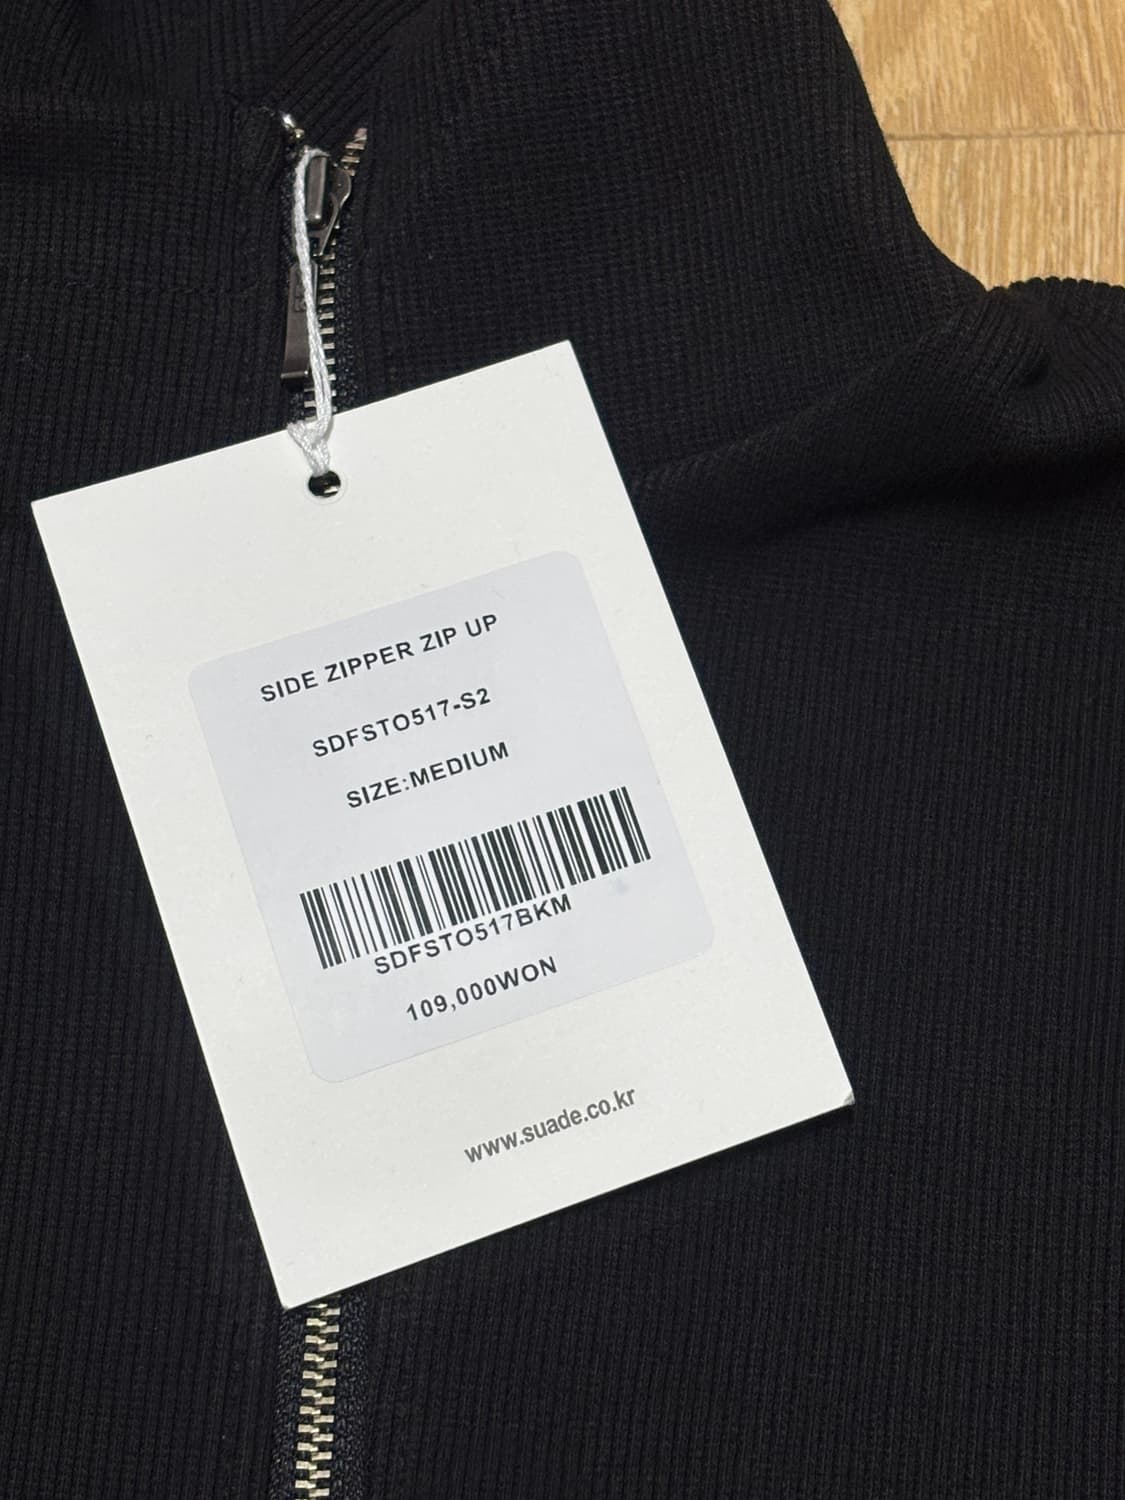 SIDE ZIPPER ZIP UP
SDFSTO517-S2
SIZE:MEDIUM
SDFSTO517BKM
109,000WON
www.suade.co.kr